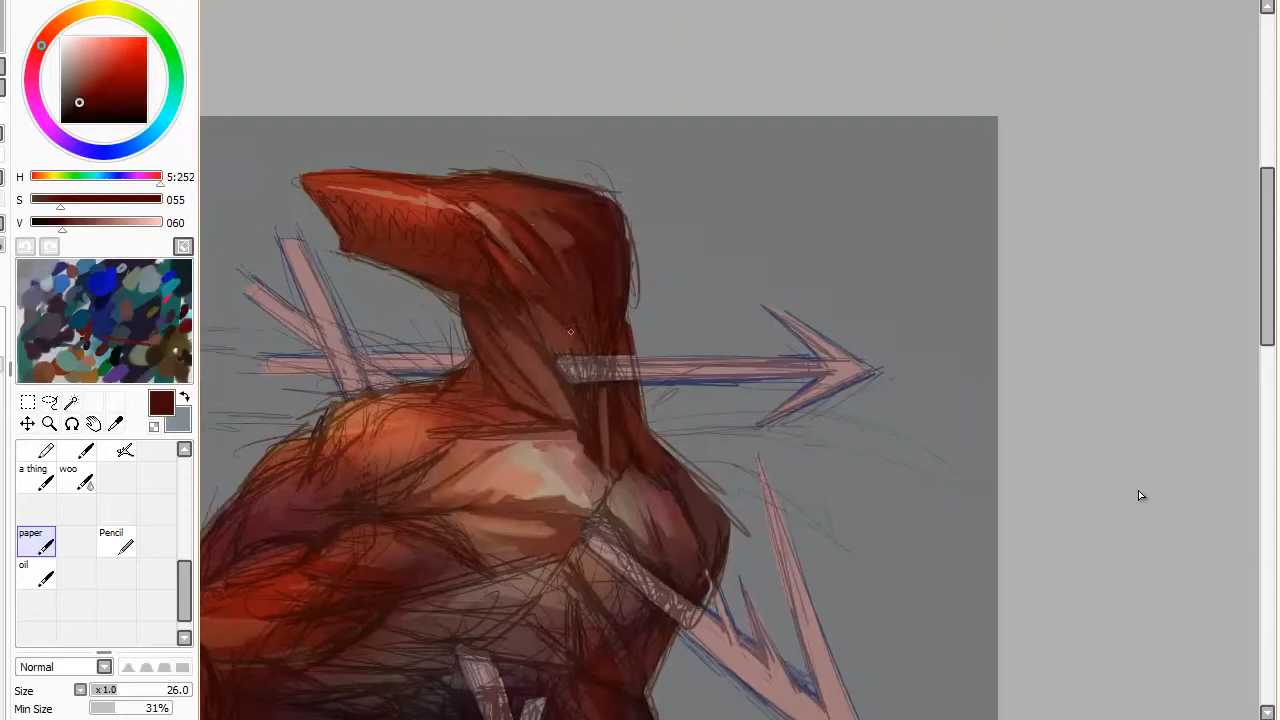 H 5:252
S 055
V 060
a thing woo
paper Pencil
oil
Normal
Size x 1.0 26.0
Min Size 31%